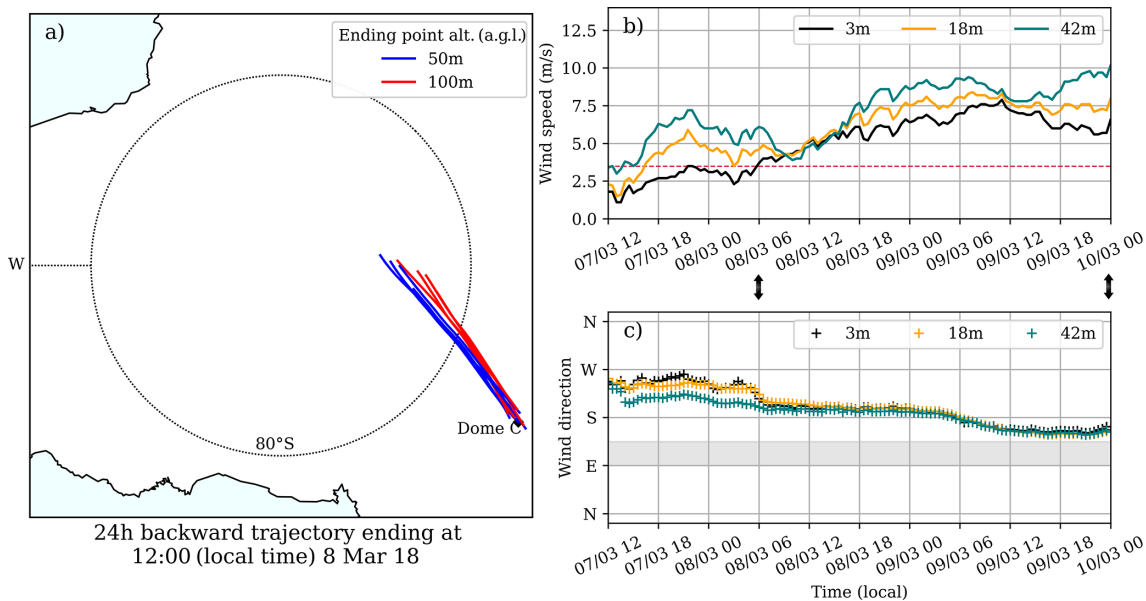 a)
Ending point alt. (a.g.l.)
50m
100m
W
80°S
Dome C
24h backward trajectory ending at
12:00 (local time) 8 Mar 18
b)
3m 18m 42m
Wind speed (m/s)
10.0
7.5
5.0
2.5
0.0
07/03 12 07/03 18 08/03 00 08/03 06 08/03 12 08/03 18 09/03 00 09/03 06 09/03 12 09/03 18 10/03 00
c)
3m 18m 42m
Wind direction
N
W
S
E
N
07/03 12 07/03 18 08/03 00 08/03 06 08/03 12 08/03 18 09/03 00 09/03 06 09/03 12 09/03 18 10/03 00
Time (local)